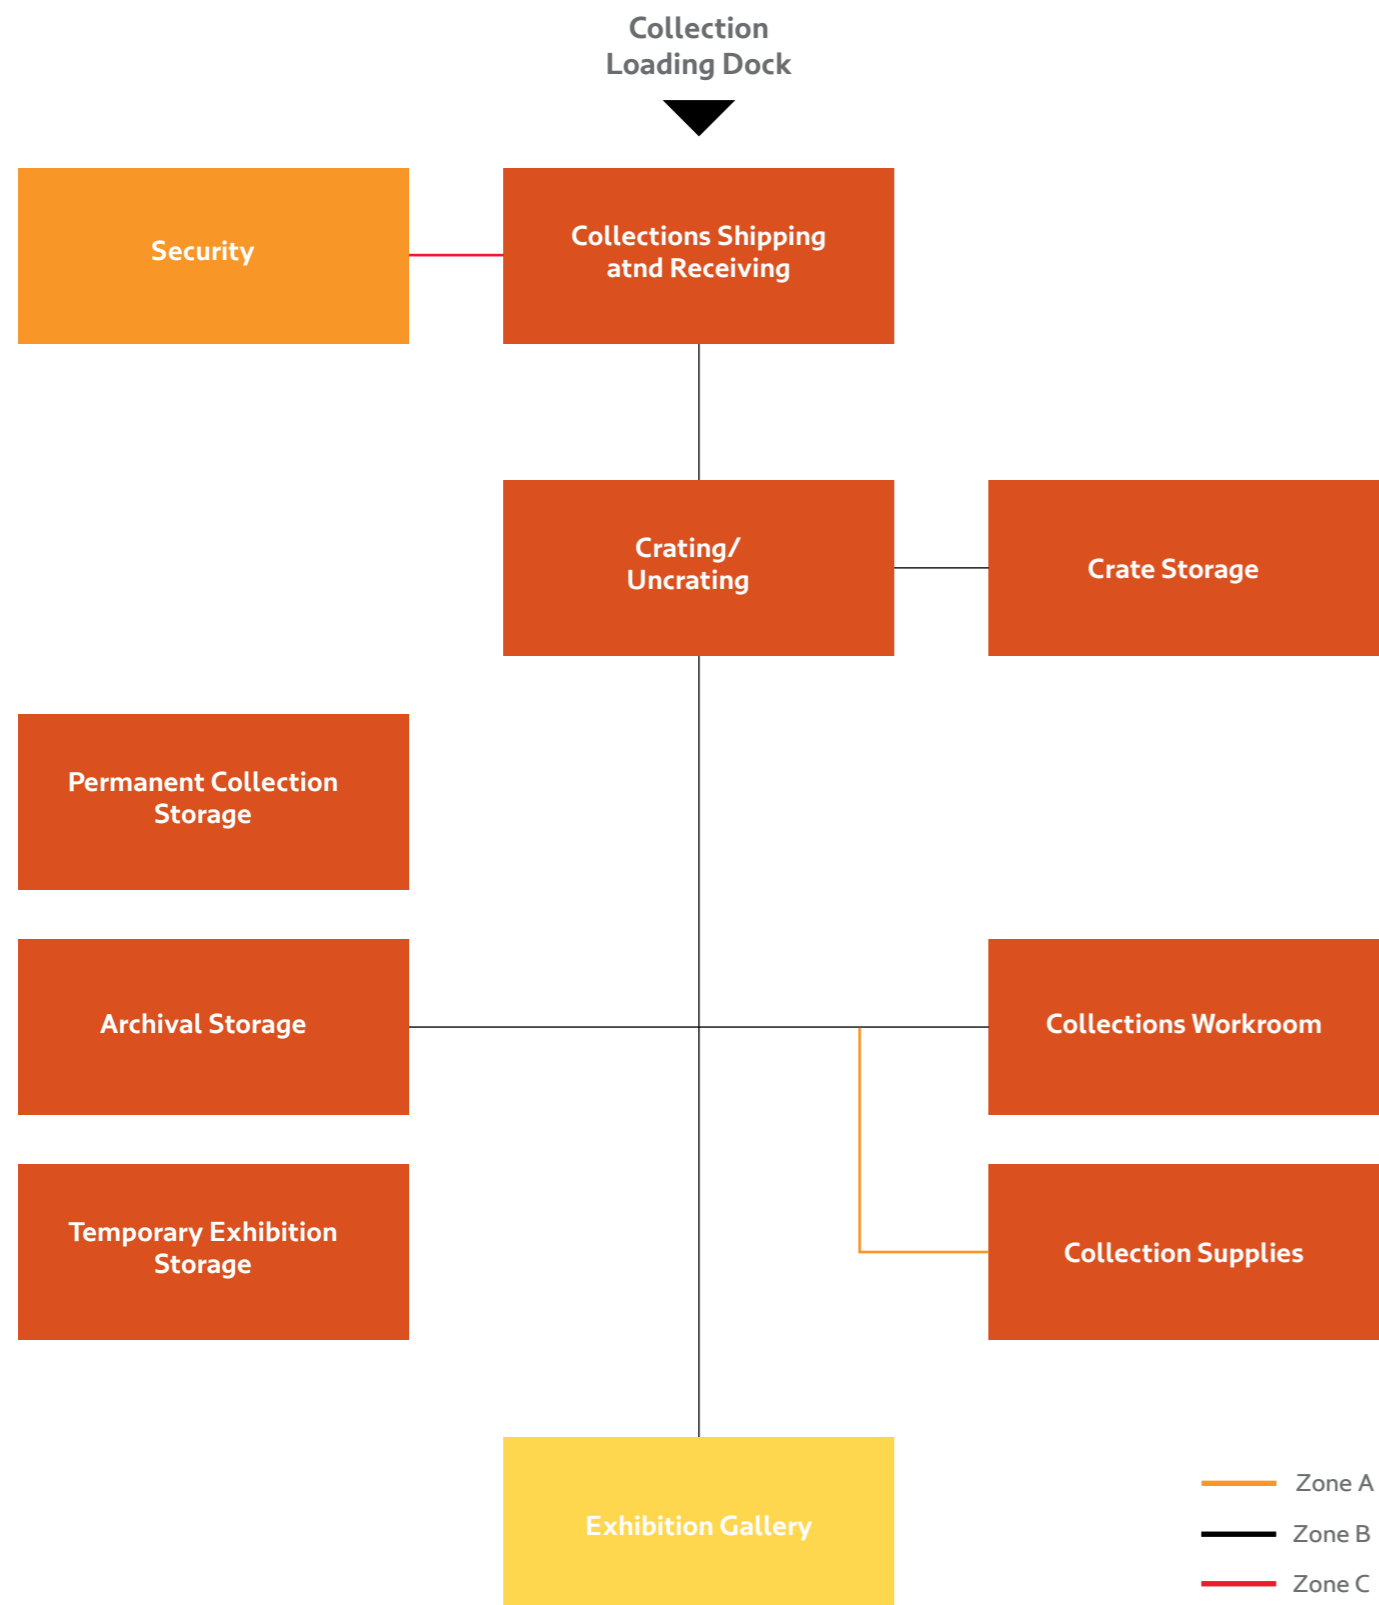 Collection
Loading Dock
Security
Collections Shipping
atnd Receiving
Crating/
Uncrating
Crate Storage
Permanent Collection
Storage
Archival Storage
Collections Workroom
Temporary Exhibition
Storage
Collection Supplies
Exhibition Gallery
Zone A
Zone B
Zone C